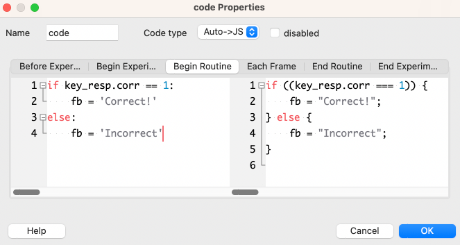 code Properties
Name code Code type Auto->JS disabled
Before Exper... Begin Experi... Begin Routine Each Frame End Routine End Experim...
1 if key_resp.corr == 1:
2 fb = 'Correct!'
3 else:
4 fb = 'Incorrect'
1 if ((key_resp.corr === 1)) {
2 fb = "Correct!";
3 } else {
4 fb = "Incorrect";
5 }
6
Help Cancel OK